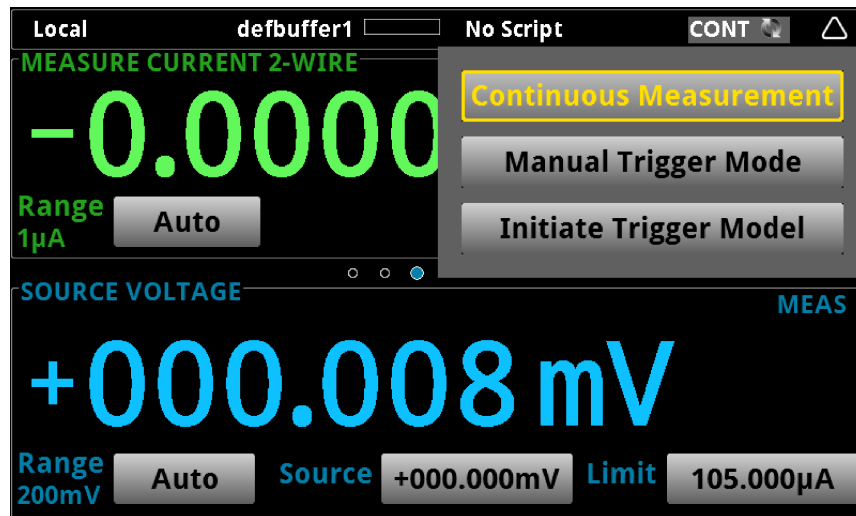 Local defbuffer1 No Script CONT
MEASURE CURRENT 2-WIRE
-0.0000
Range
1µA
Auto
Continuous Measurement
Manual Trigger Mode
Initiate Trigger Model
SOURCE VOLTAGE
MEAS
+000.008 mV
Range
200mV
Auto
Source +000.000mV
Limit 105.000µA